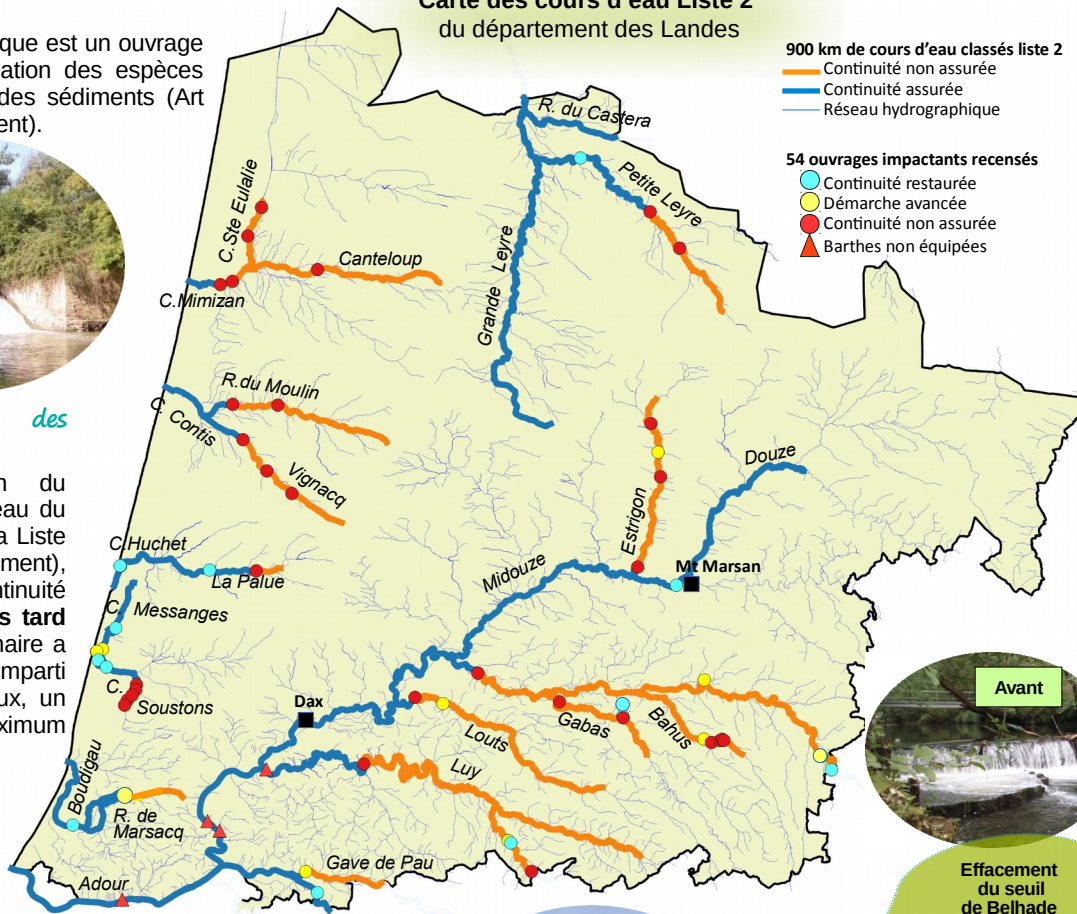 Carte des cours d'eau Liste 2
du département des Landes
que est un ouvrage
ation des espèces
des sédiments (Art
ent).
900 km de cours d'eau classés liste 2
Continuité non assurée
Continuité assurée
Réseau hydrographique
54 ouvrages impactants recensés
Continuité restaurée
Démarche avancée
Continuité non assurée
Barthes non équipées
R. du Castera
Petite Leyre
Grande Leyre
C.Ste Eulalie
Canteloup
C.Mimizan
R.du Moulin
C. Contis
Vignacq
des
n du
eau du
a Liste
ment),
ntinuité
s tard
naire a
imparti
ux, un
ximum
Douze
Estrigon
Mt Marsan
Midouze
C.Huchet
La Palue
C. Messanges
C.
Soustons
Dax
Louts
Gabas
Bahus
Luy
Boudigau
R. de
Marsacq
Gave de Pau
Adour
Avant
Effacement
du seuil
de Belhade